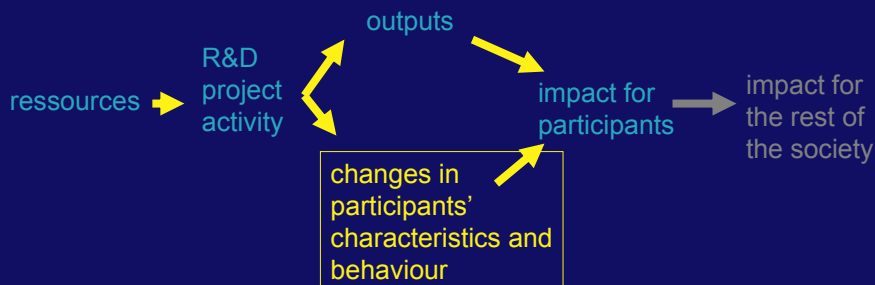 ressources
R&D
project
activity
outputs
changes in
participants’
characteristics and
behaviour
impact for
participants
impact for
the rest of
the society